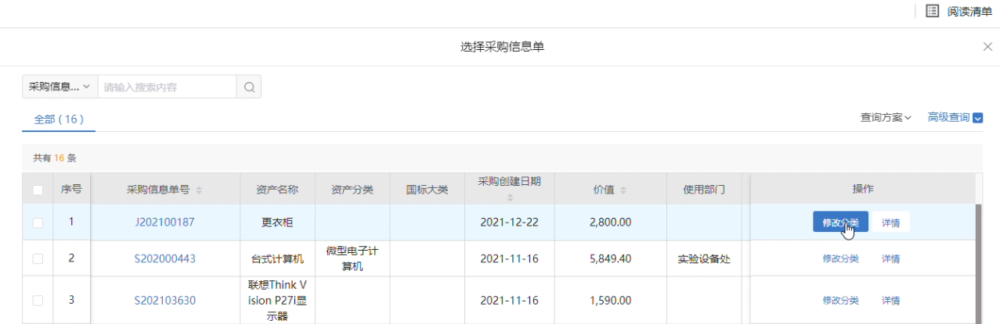 阅读清单
选择采购信息单
采购信息... 请输入搜索内容
全部 ( 16 ) 查询方案 高级查询
共有 16 条
序号 采购信息单号 资产名称 资产分类 国标大类 采购创建日期 价值 使用部门 操作
1 J202100187 更衣柜 2021-12-22 2,800.00 修改分类 详情
2 S202000443 台式计算机 微型电子计
算机 2021-11-16 5,849.40 实验设备处 修改分类 详情
3 S202103630 联想Think V
ision P27i显
示器 2021-11-16 1,590.00 修改分类 详情